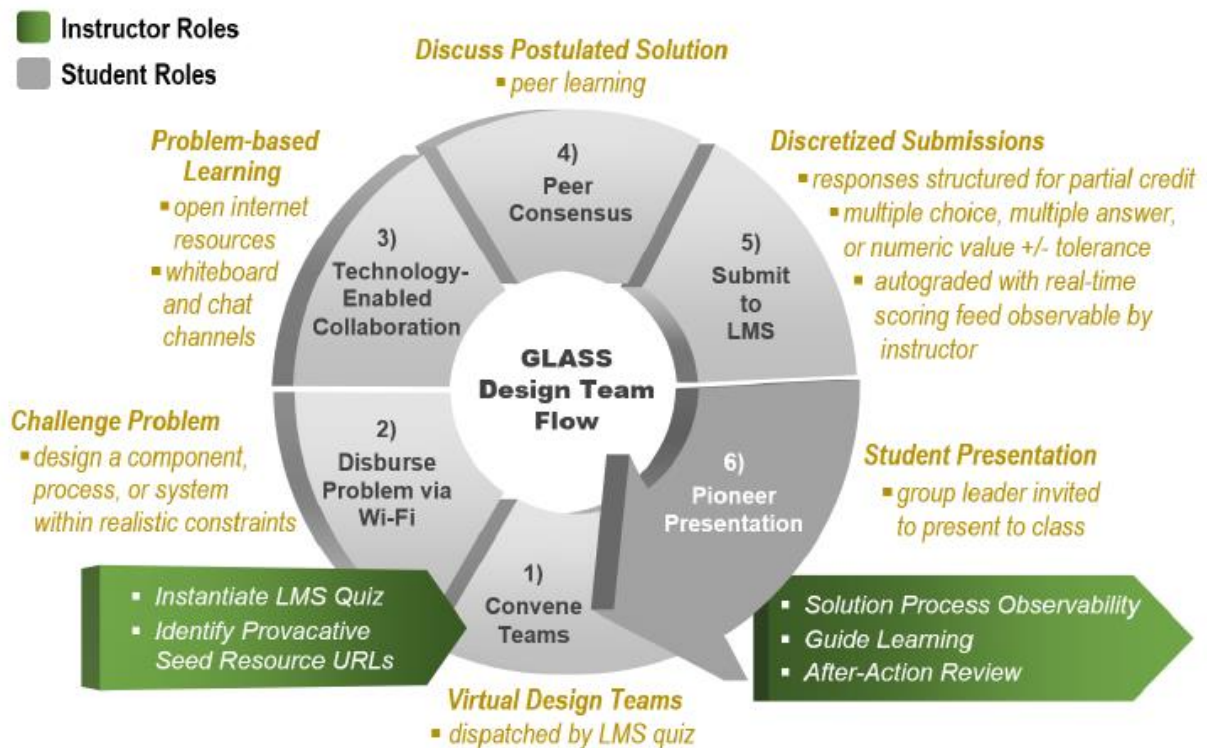 Instructor Roles
Student Roles
Discuss Postulated Solution
▪ peer learning
Problem-based
Learning
▪ open internet
resources
▪ whiteboard
and chat
channels
Discretized Submissions
▪ responses structured for partial credit
▪ multiple choice, multiple answer,
or numeric value +/- tolerance
▪ autograded with real-time
scoring feed observable by
instructor
4)
Peer
Consensus
3)
Technology-
Enabled
Collaboration
5)
Submit
to
LMS
GLASS
Design Team
Flow
Challenge Problem
▪ design a component,
process, or system
within realistic constraints
2)
Disburse
Problem via
Wi-Fi
6)
Pioneer
Presentation
Student Presentation
▪ group leader invited
to present to class
▪ Instantiate LMS Quiz
▪ Identify Provacative
Seed Resource URLs
1)
Convene
Teams
▪ Solution Process Observability
▪ Guide Learning
▪ After-Action Review
Virtual Design Teams
▪ dispatched by LMS quiz